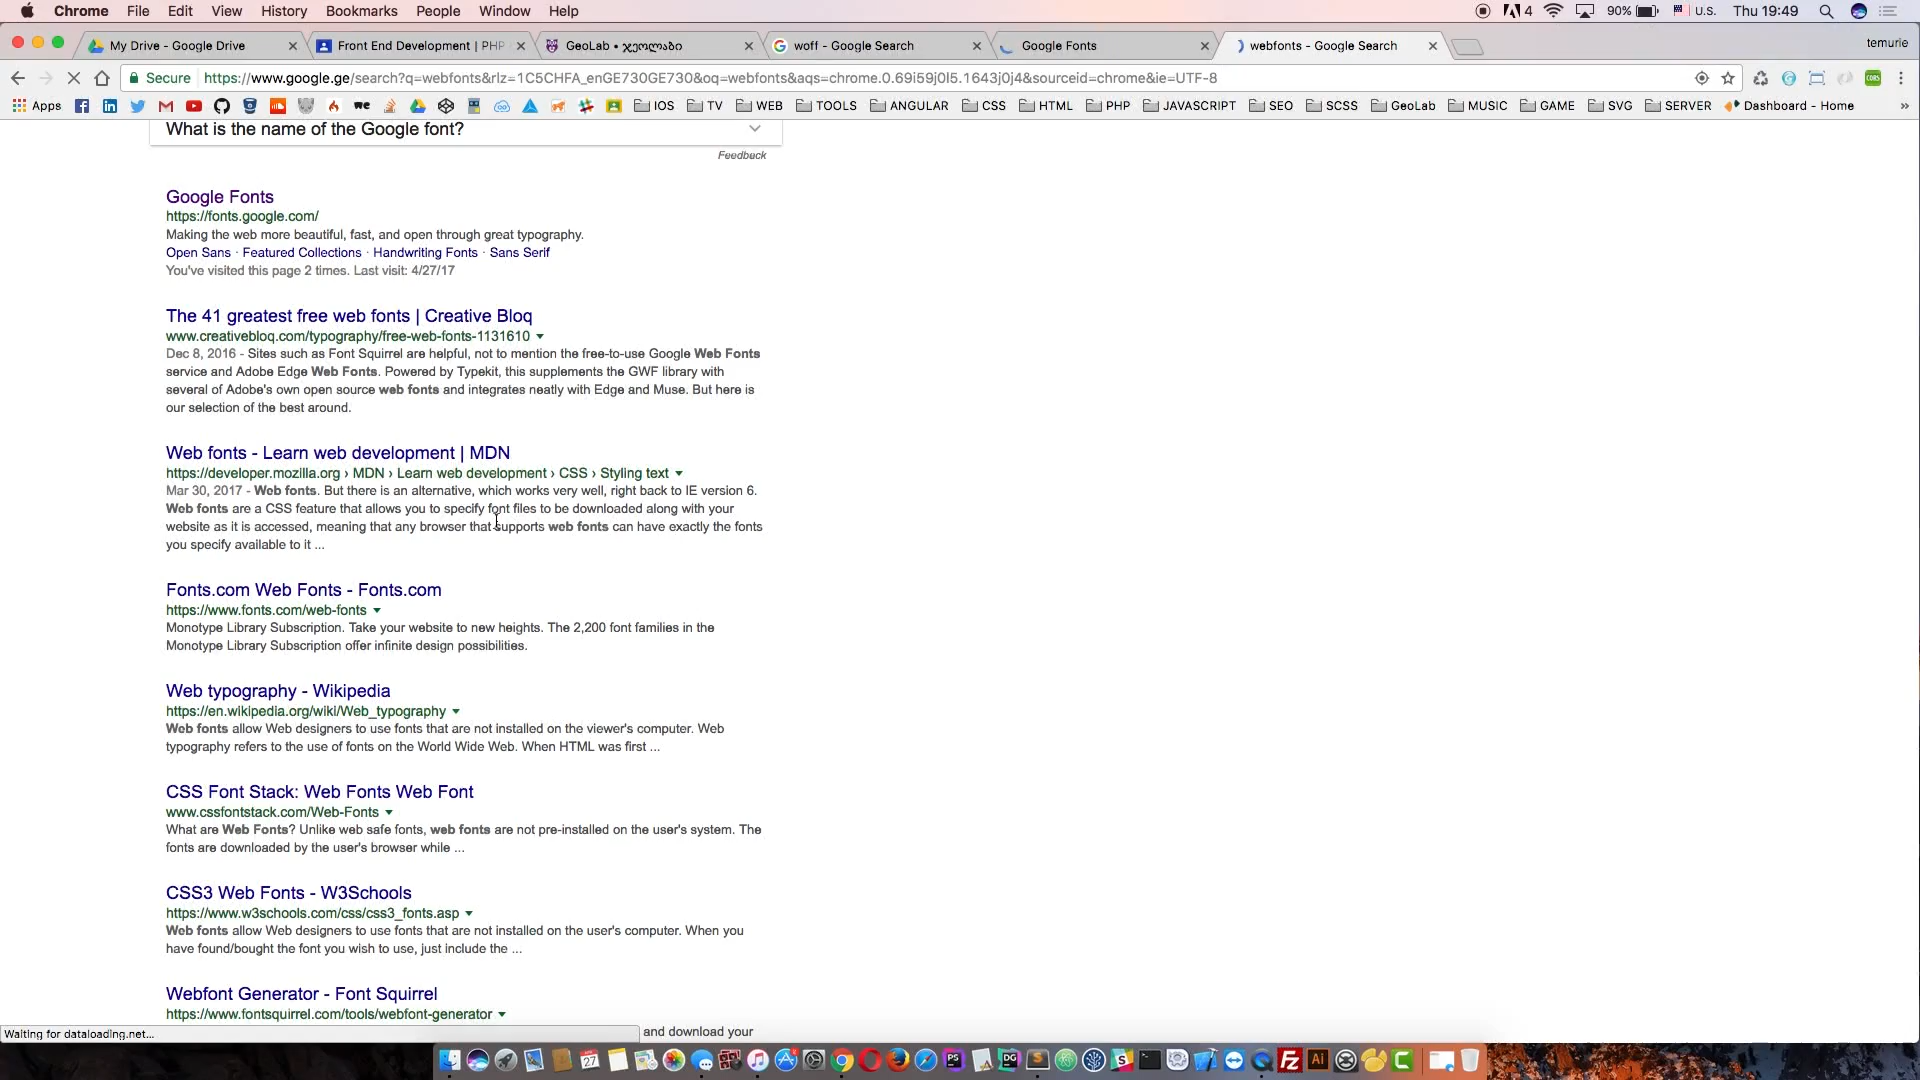 Chrome File Edit View History Bookmarks People Window Help 4 90% U.S. Thu 19:49
My Drive - Google Drive Front End Development | PHP GeoLab • ჯეოლაბი woff - Google Search Google Fonts webfonts - Google Search temurie
Secure https://www.google.ge/search?q=webfonts&rlz=1C5CHFA_enGE730GE730&oq=webfonts&aqs=chrome.0.69i59j0l5.1643j0j4&sourceid=chrome&ie=UTF-8
Apps IOS TV WEB TOOLS ANGULAR CSS HTML PHP JAVASCRIPT SEO SCSS GeoLab MUSIC GAME SVG SERVER Dashboard - Home »
What is the name of the Google font?
Feedback
Google Fonts
https://fonts.google.com/
Making the web more beautiful, fast, and open through great typography.
Open Sans · Featured Collections · Handwriting Fonts · Sans Serif
You've visited this page 2 times. Last visit: 4/27/17
The 41 greatest free web fonts | Creative Bloq
www.creativebloq.com/typography/free-web-fonts-1131610
Dec 8, 2016 - Sites such as Font Squirrel are helpful, not to mention the free-to-use Google Web Fonts
service and Adobe Edge Web Fonts. Powered by Typekit, this supplements the GWF library with
several of Adobe's own open source web fonts and integrates neatly with Edge and Muse. But here is
our selection of the best around.
Web fonts - Learn web development | MDN
https://developer.mozilla.org › MDN › Learn web development › CSS › Styling text
Mar 30, 2017 - Web fonts. But there is an alternative, which works very well, right back to IE version 6.
Web fonts are a CSS feature that allows you to specify font files to be downloaded along with your
website as it is accessed, meaning that any browser that supports web fonts can have exactly the fonts
you specify available to it ...
Fonts.com Web Fonts - Fonts.com
https://www.fonts.com/web-fonts
Monotype Library Subscription. Take your website to new heights. The 2,200 font families in the
Monotype Library Subscription offer infinite design possibilities.
Web typography - Wikipedia
https://en.wikipedia.org/wiki/Web_typography
Web fonts allow Web designers to use fonts that are not installed on the viewer's computer. Web
typography refers to the use of fonts on the World Wide Web. When HTML was first ...
CSS Font Stack: Web Fonts Web Font
www.cssfontstack.com/Web-Fonts
What are Web Fonts? Unlike web safe fonts, web fonts are not pre-installed on the user's system. The
fonts are downloaded by the user's browser while ...
CSS3 Web Fonts - W3Schools
https://www.w3schools.com/css/css3_fonts.asp
Web fonts allow Web designers to use fonts that are not installed on the user's computer. When you
have found/bought the font you wish to use, just include the ...
Webfont Generator - Font Squirrel
https://www.fontsquirrel.com/tools/webfont-generator
and download your
Waiting for dataloading.net...